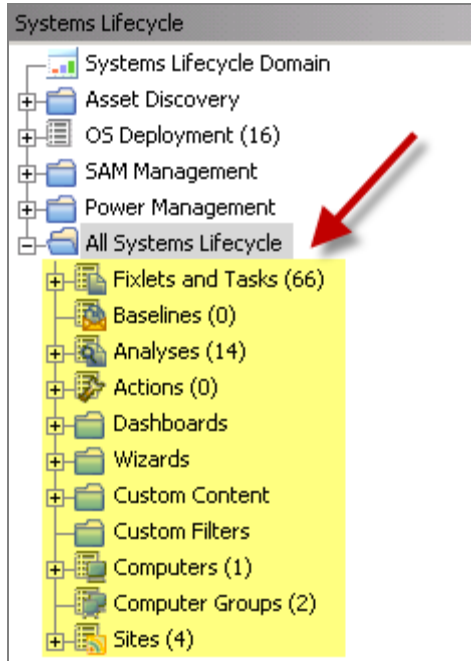 Systems Lifecycle
Systems Lifecycle Domain
Asset Discovery
OS Deployment (16)
SAM Management
Power Management
All Systems Lifecycle
Fixlets and Tasks (66)
Baselines (0)
Analyses (14)
Actions (0)
Dashboards
Wizards
Custom Content
Custom Filters
Computers (1)
Computer Groups (2)
Sites (4)